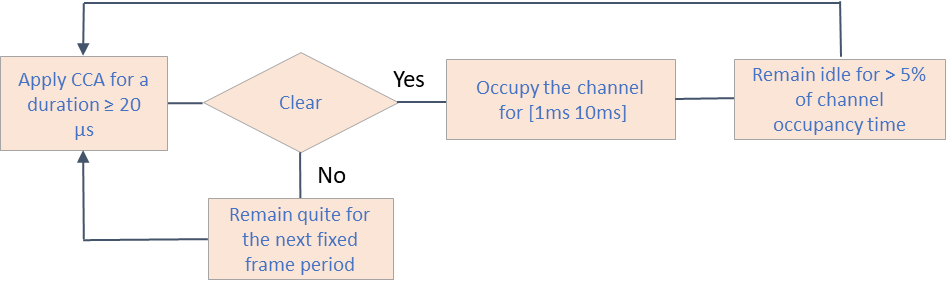 Apply CCA for a
duration ≥ 20
µs
Clear
Yes
Occupy the channel
for [1ms 10ms]
Remain idle for > 5%
of channel
occupancy time
No
Remain quite for
the next fixed
frame period